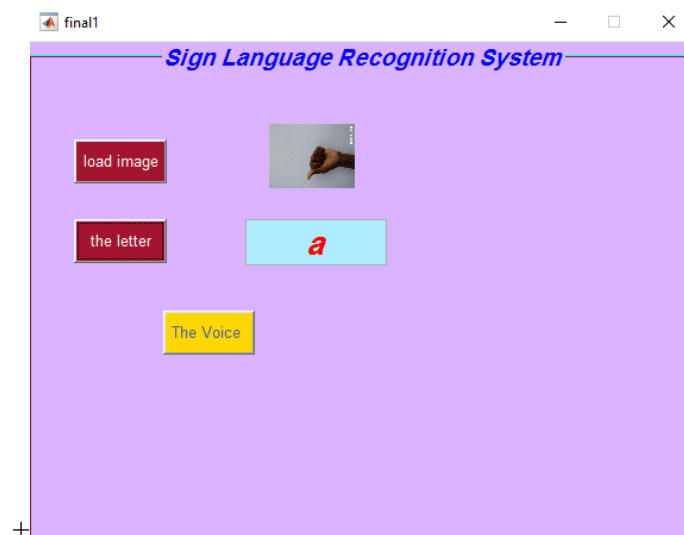 final1
Sign Language Recognition System
load image
the letter
a
The Voice